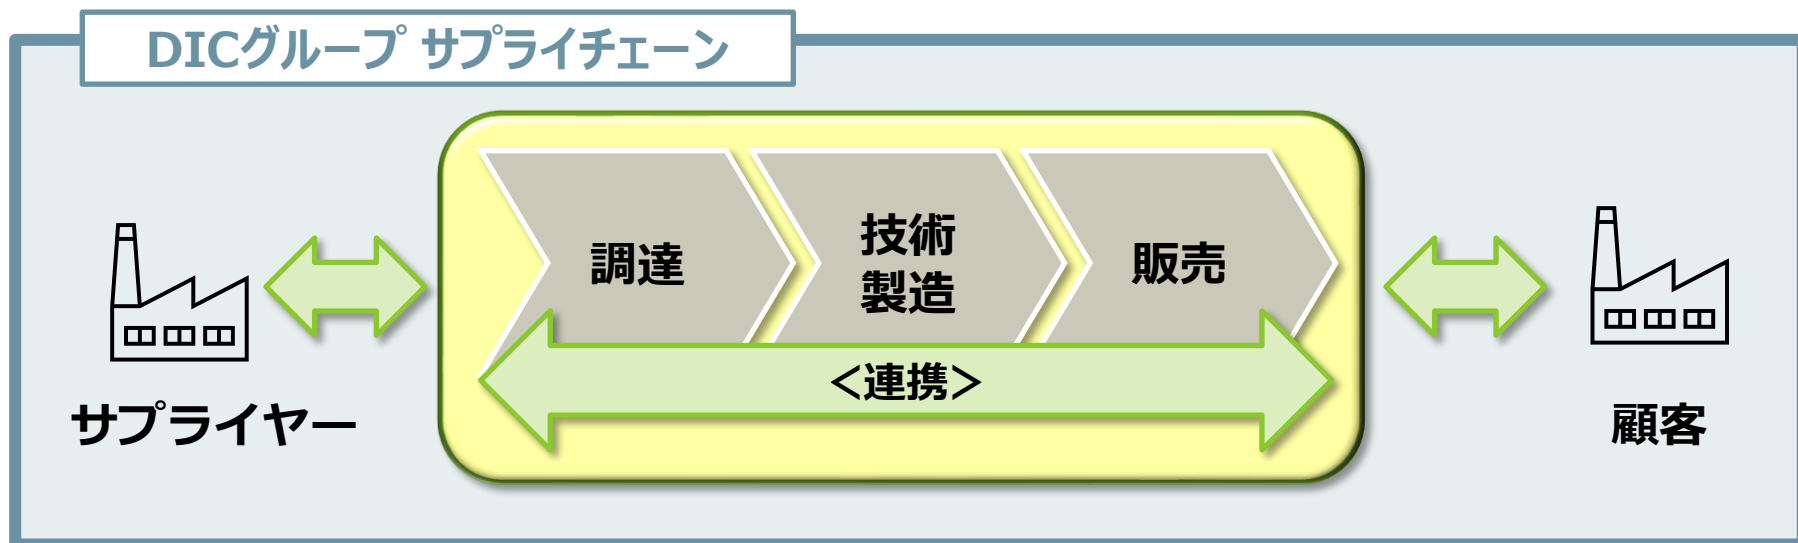 DICグループ サプライチェーン
調達
技術
製造
販売
＜連携＞
サプライヤー
顧客